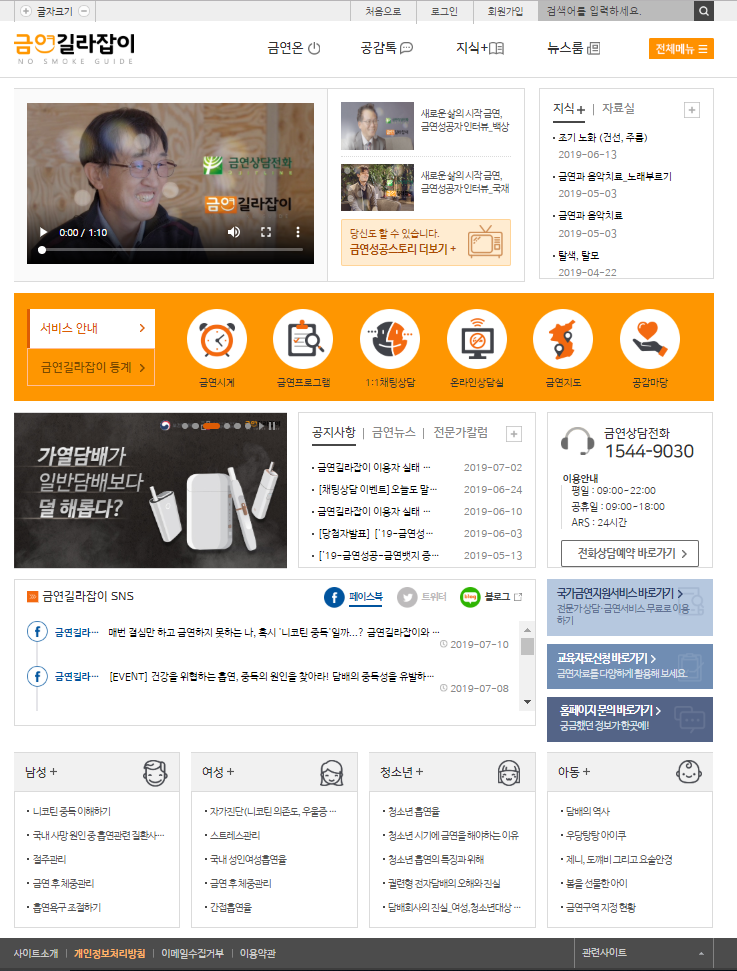 글자크기
처음으로
로그인
회원가입
검색어를 입력하세요.
금연길라잡이
NO SMOKE GUIDE
금연온
공감톡
지식+
뉴스룸
전체메뉴
금연상담전화
금연길라잡이
0:00 / 1:10
새로운 삶의 시작 금연,
금연성공자 인터뷰_백상
새로운 삶의 시작 금연,
금연성공자 인터뷰_국재
당신도 할 수 있습니다.
금연성공스토리 더보기 +
지식+
자료실
조기 노화 (건선, 주름)
2019-06-13
금연과 음악치료_노래부르기
2019-05-03
금연과 음악치료
2019-05-03
탈색, 탈모
2019-04-22
서비스 안내
금연길라잡이 통계
금연시계
금연프로그램
1:1채팅상담
온라인상담실
금연지도
공감마당
가열담배가
일반담배보다
덜 해롭다?
공지사항
금연뉴스
전문가칼럼
금연길라잡이 이용자 실태 ···
2019-07-02
[채팅상담 이벤트]오늘도 말···
2019-06-24
금연길라잡이 이용자 실태 ···
2019-06-10
[당첨자발표] ['19-금연성···
2019-06-03
['19-금연성공-금연뱃지 증···
2019-05-13
금연상담전화
1544-9030
이용안내
평일 : 09:00~22:00
공휴일 : 09:00~18:00
ARS : 24시간
전화상담예약 바로가기
금연길라잡이 SNS
페이스북
트위터
blog
블로그
금연길라···
매번 결심만 하고 금연하지 못하는 나, 혹시 '니코틴 중독'일까...? 금연길라잡이와 ···
2019-07-10
금연길라···
[EVENT] 건강을 위협하는 흡연, 중독의 원인을 찾아라! 담배의 중독성을 유발하···
2019-07-08
국가금연지원서비스 바로가기
전문가 상담·금연서비스 무료로 이용
하기
교육자료신청 바로가기
금연자료를 다양하게 활용해 보세요.
홈페이지 문의 바로가기
궁금했던 정보가 한곳에!
남성 +
니코틴 중독 이해하기
국내 사망 원인 중 흡연관련 질환사···
절주관리
금연 후 체중관리
흡연욕구 조절하기
여성 +
자가진단(니코틴 의존도, 우울증 ···
스트레스관리
국내 성인여성흡연율
금연 후 체중관리
간접흡연율
청소년 +
청소년 흡연율
청소년 시기에 금연을 해야하는 이유
청소년 흡연의 특징과 위해
궐련형 전자담배의 오해와 진실
담배회사의 진실_여성,청소년대상 ···
아동 +
담배의 역사
우당탕탕 아이쿠
제니, 도깨비 그리고 요술안경
봄을 선물한 아이
금연구역 지정 현황
사이트소개
개인정보처리방침
이메일수집거부
이용약관
관련사이트